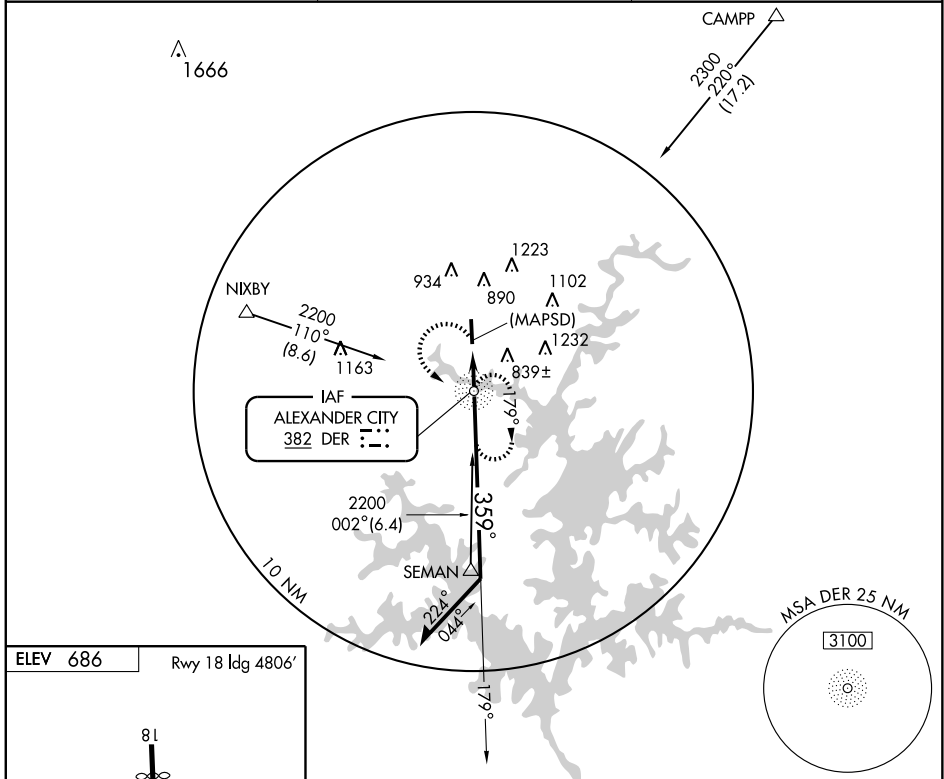 CAMPP
1666
2300
220°
(17.2)
1223
934
890
1102
(MAPSD)
NIXBY
2200
110°
(8.6)
1163
1232
839±
IAF
ALEXANDER CITY
382 DER
179°
2200
002° (6.4)
359°
SEMAN
10 NM
224°
044°
179°
MSA DER 25 NM
3100
ELEV 686
Rwy 18 ldg 4806'
18